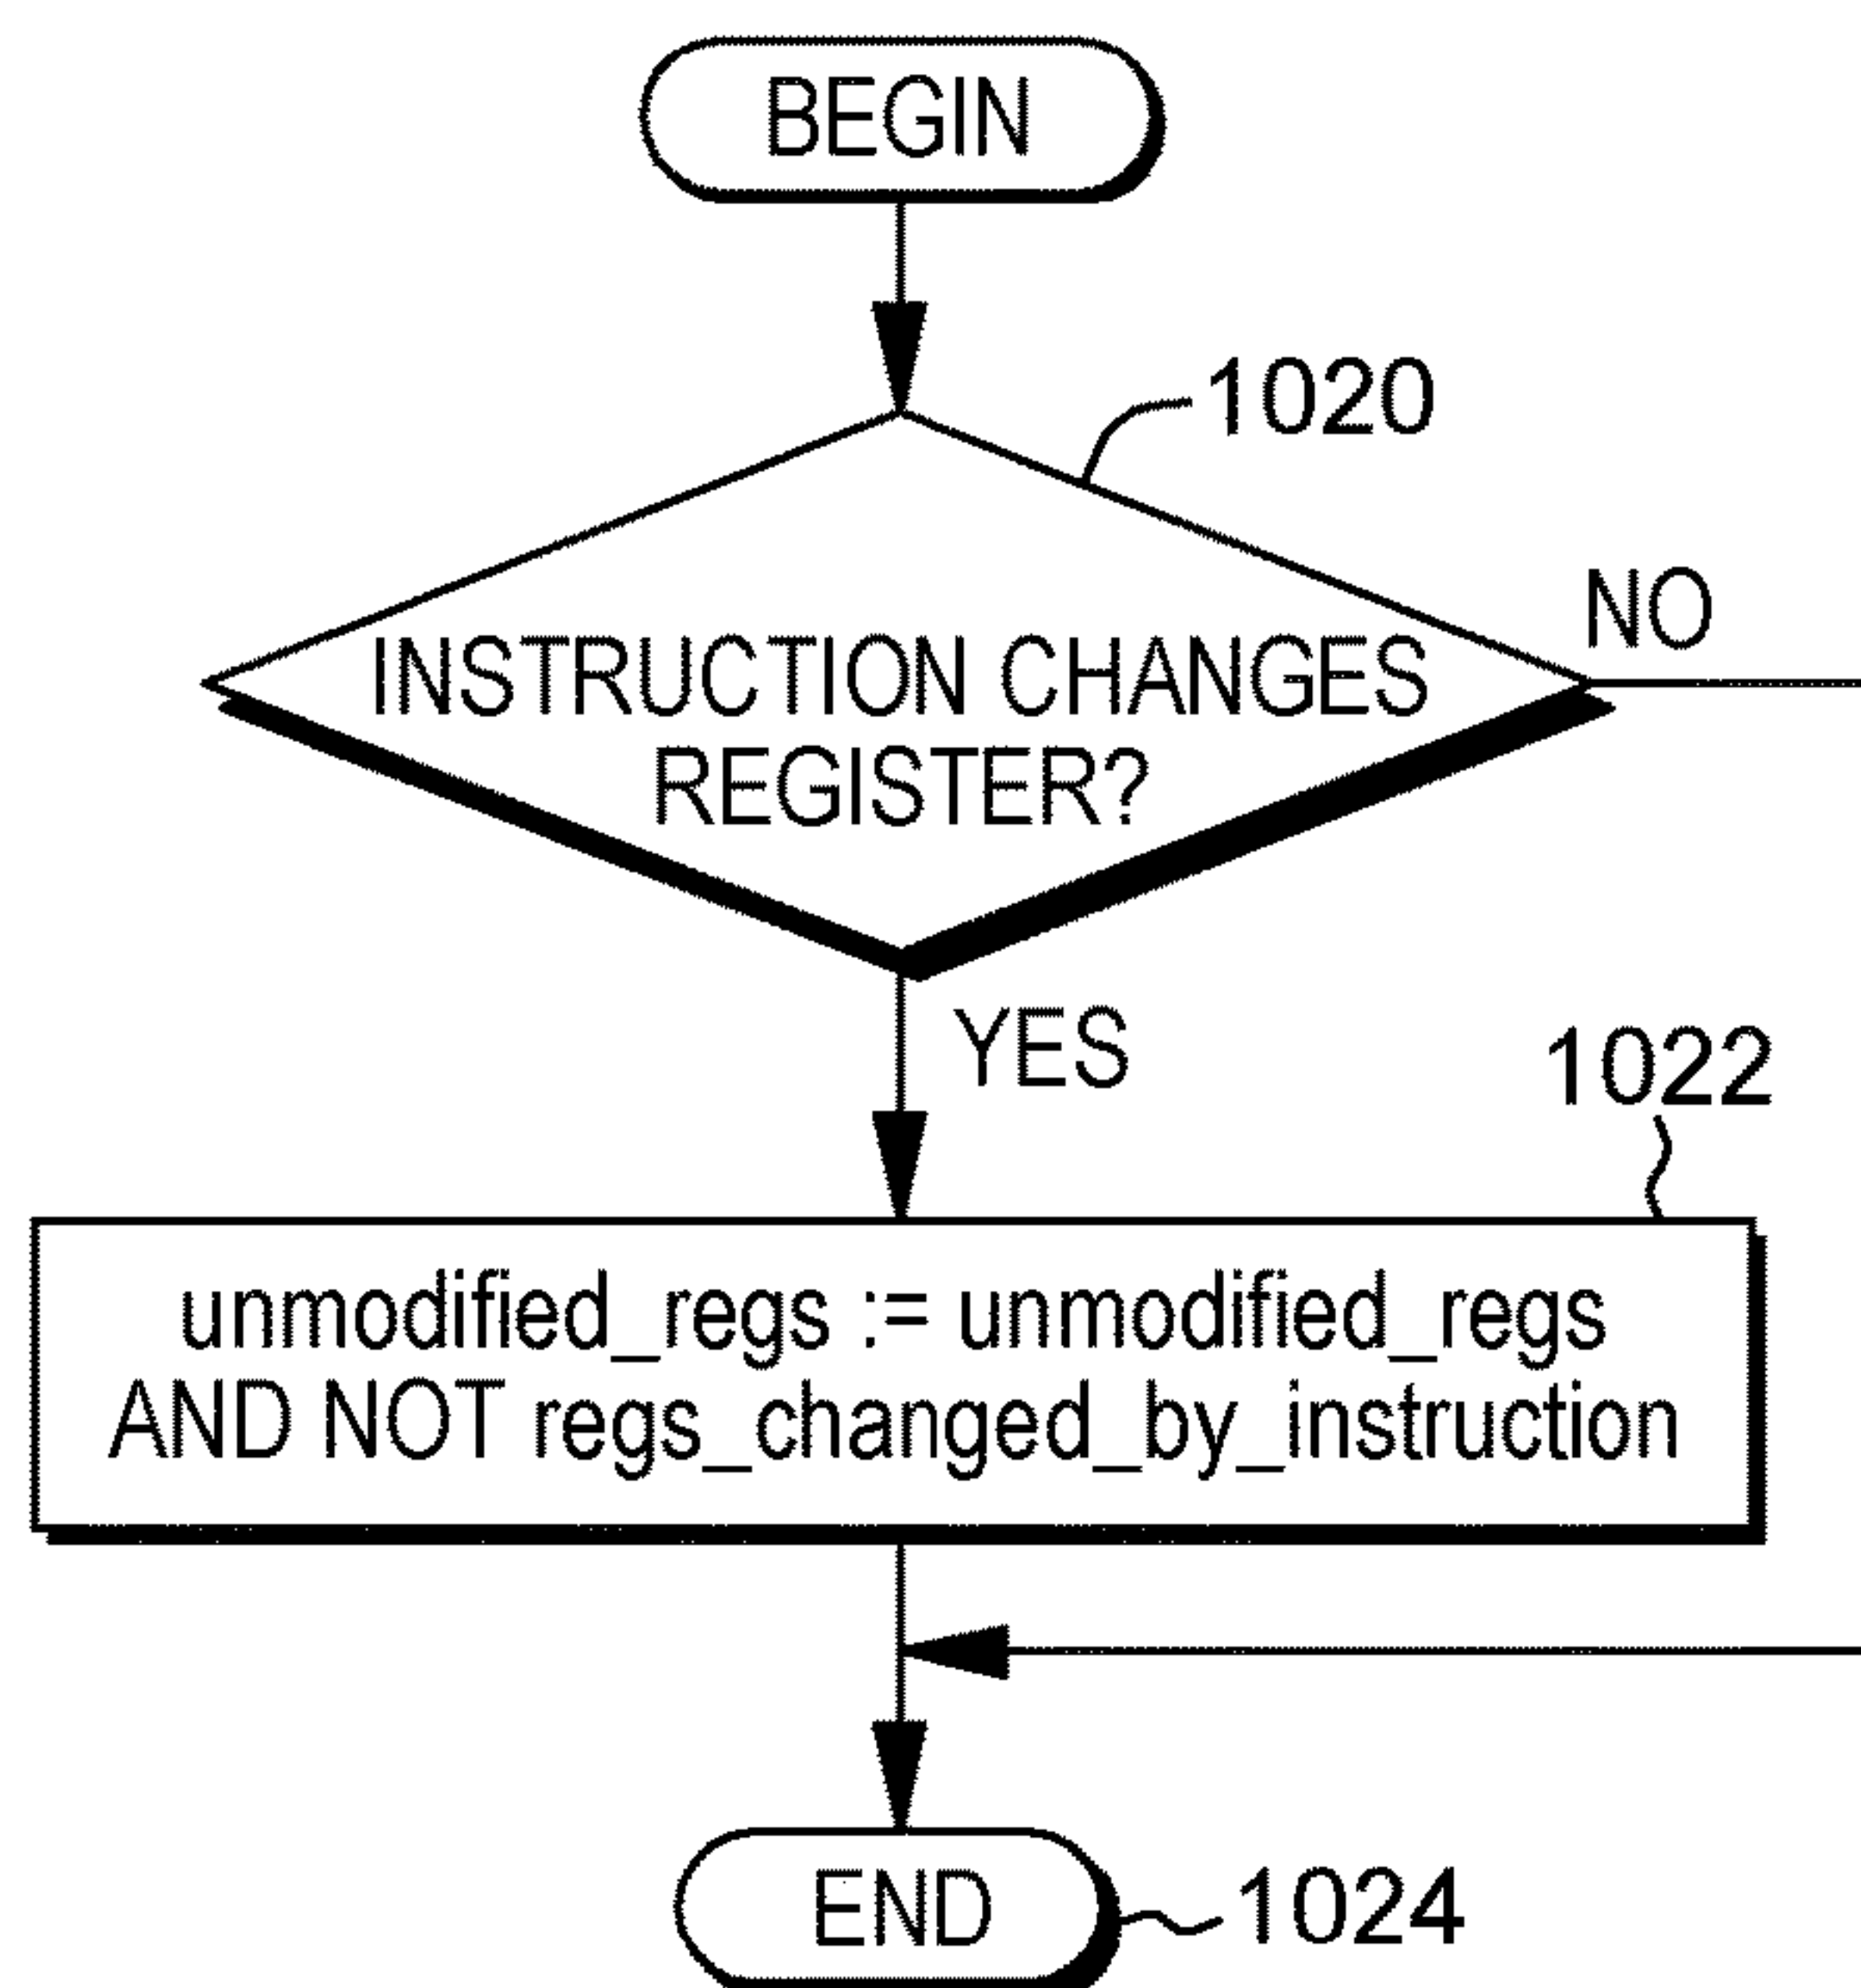 BEGIN
1020
INSTRUCTION CHANGES
REGISTER?
NO
YES
1022
unmodified_regs := unmodified_regs
AND NOT regs_changed_by_instruction
END
1024